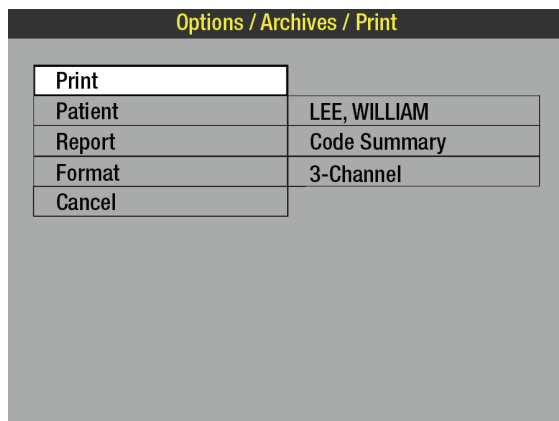 Options / Archives / Print
Print
Patient LEE, WILLIAM
Report Code Summary
Format 3-Channel
Cancel